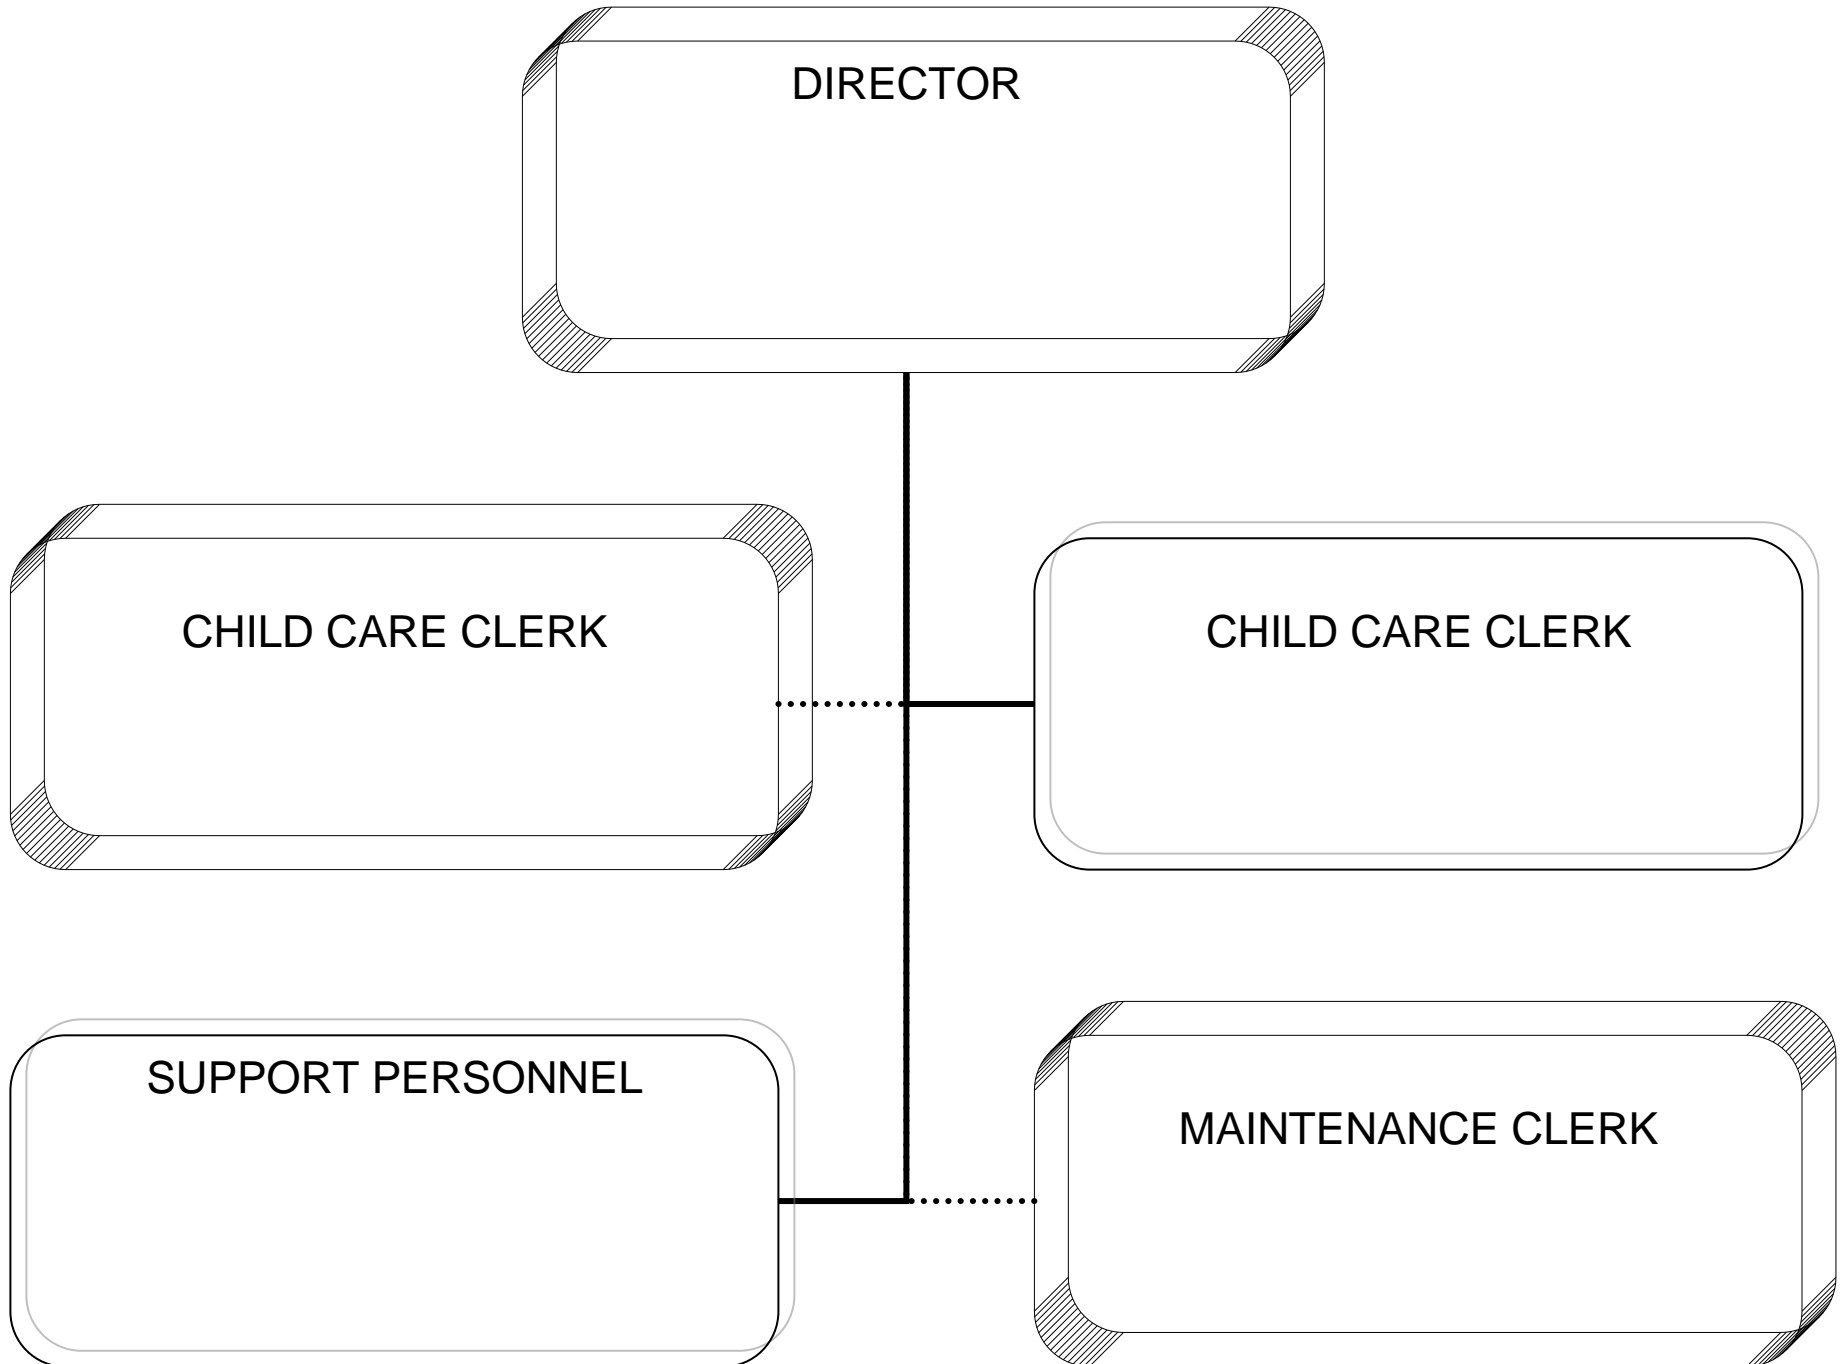 DIRECTOR
CHILD CARE CLERK
CHILD CARE CLERK
SUPPORT PERSONNEL
MAINTENANCE CLERK